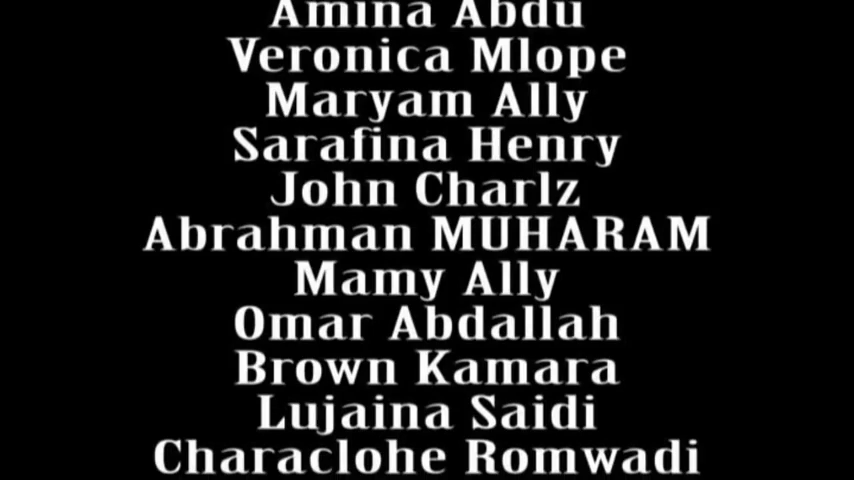 Amina Abdu
Veronica Mlope
Maryam Ally
Sarafina Henry
John Charlz
Abrahman MUHARAM
Mamy Ally
Omar Abdallah
Brown Kamara
Lujaina Saidi
Characlohe Romwadi